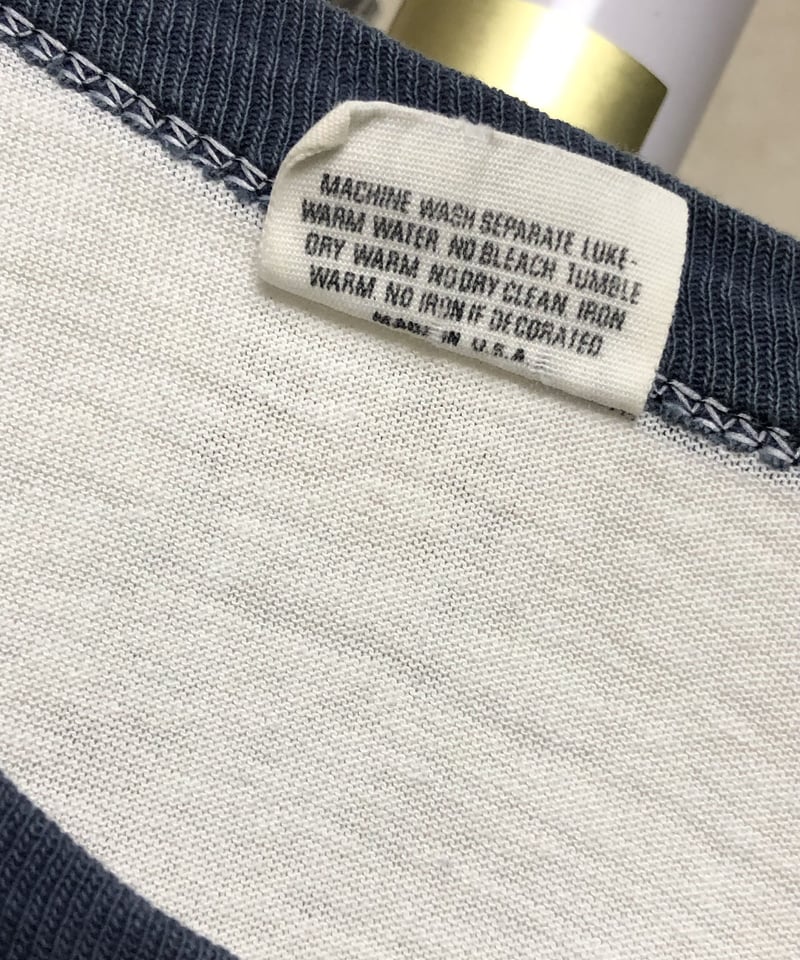 MACHINE WASH SEPARATE LUKE-
WARM WATER. NO BLEACH. TUMBLE
DRY WARM. NO DRY CLEAN. IRON
WARM. NO IRON IF DECORATED
MADE IN U.S.A.